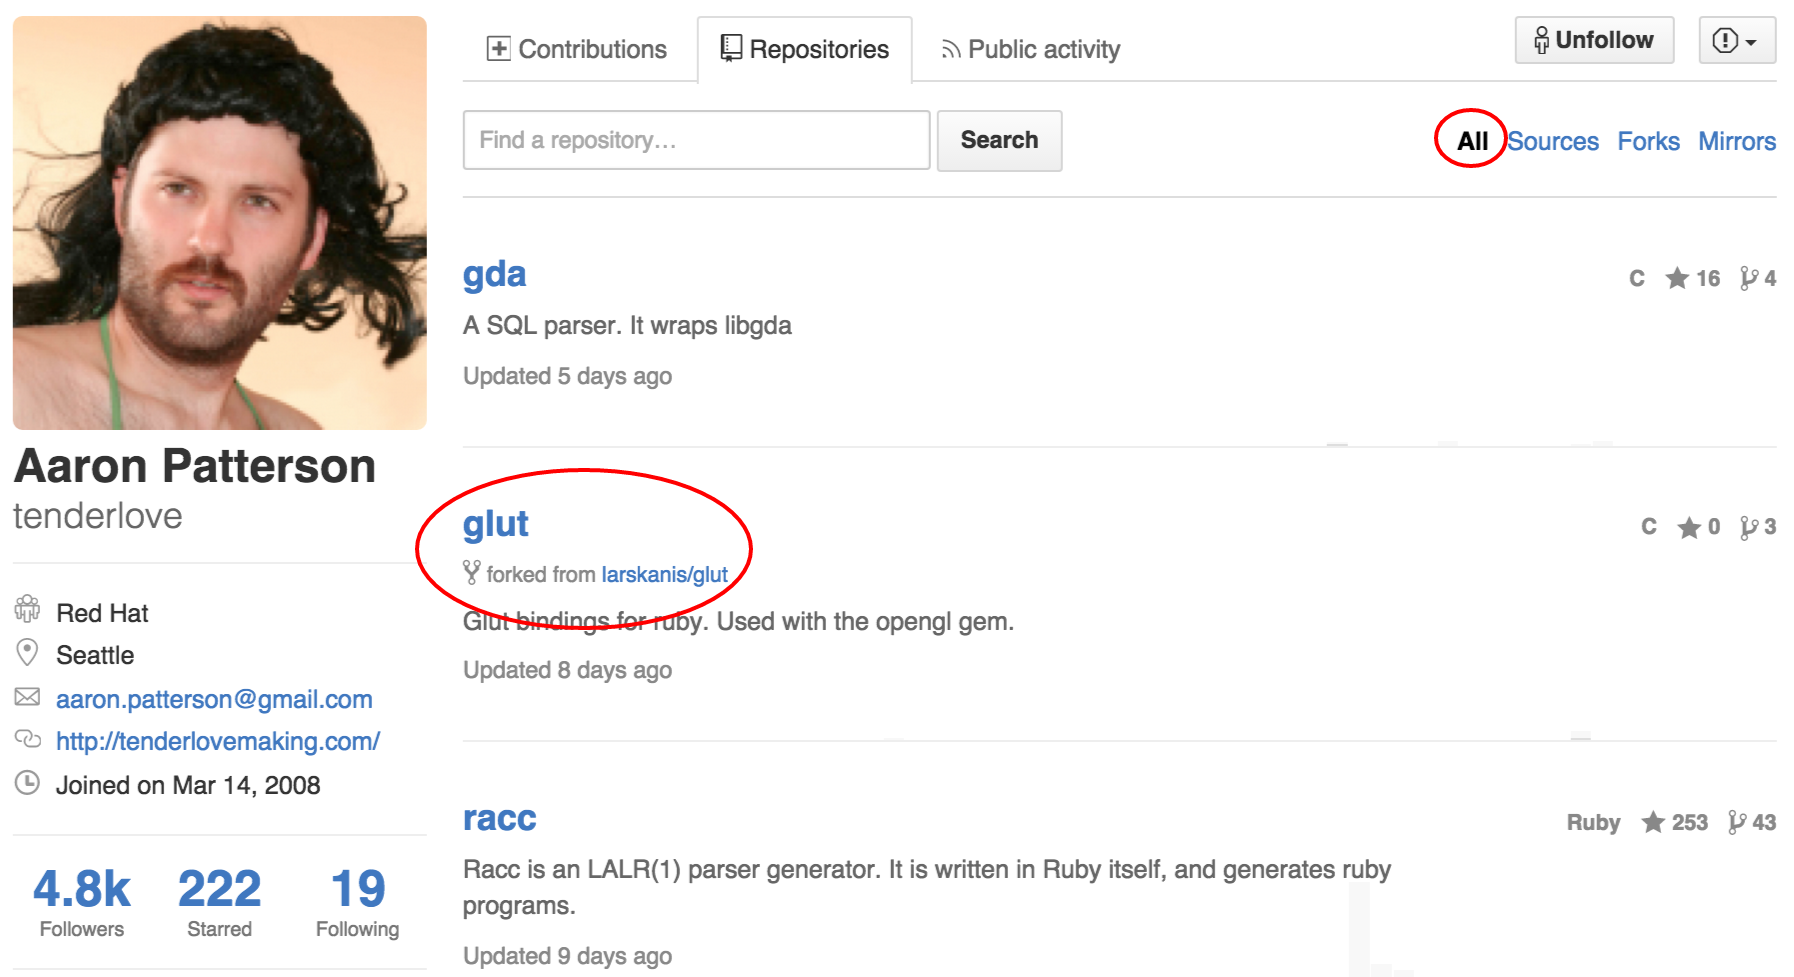 Contributions
Repositories
Public activity
Unfollow
Find a repository…
Search
All
Sources
Forks
Mirrors
gda
C 16 4
A SQL parser. It wraps libgda
Updated 5 days ago
Aaron Patterson
tenderlove
Red Hat
Seattle
aaron.patterson@gmail.com
http://tenderlovemaking.com/
Joined on Mar 14, 2008
4.8k
Followers
222
Starred
19
Following
glut
C 0 3
forked from larskanis/glut
Glut bindings for ruby. Used with the opengl gem.
Updated 8 days ago
racc
Ruby 253 43
Racc is an LALR(1) parser generator. It is written in Ruby itself, and generates ruby
programs.
Updated 9 days ago